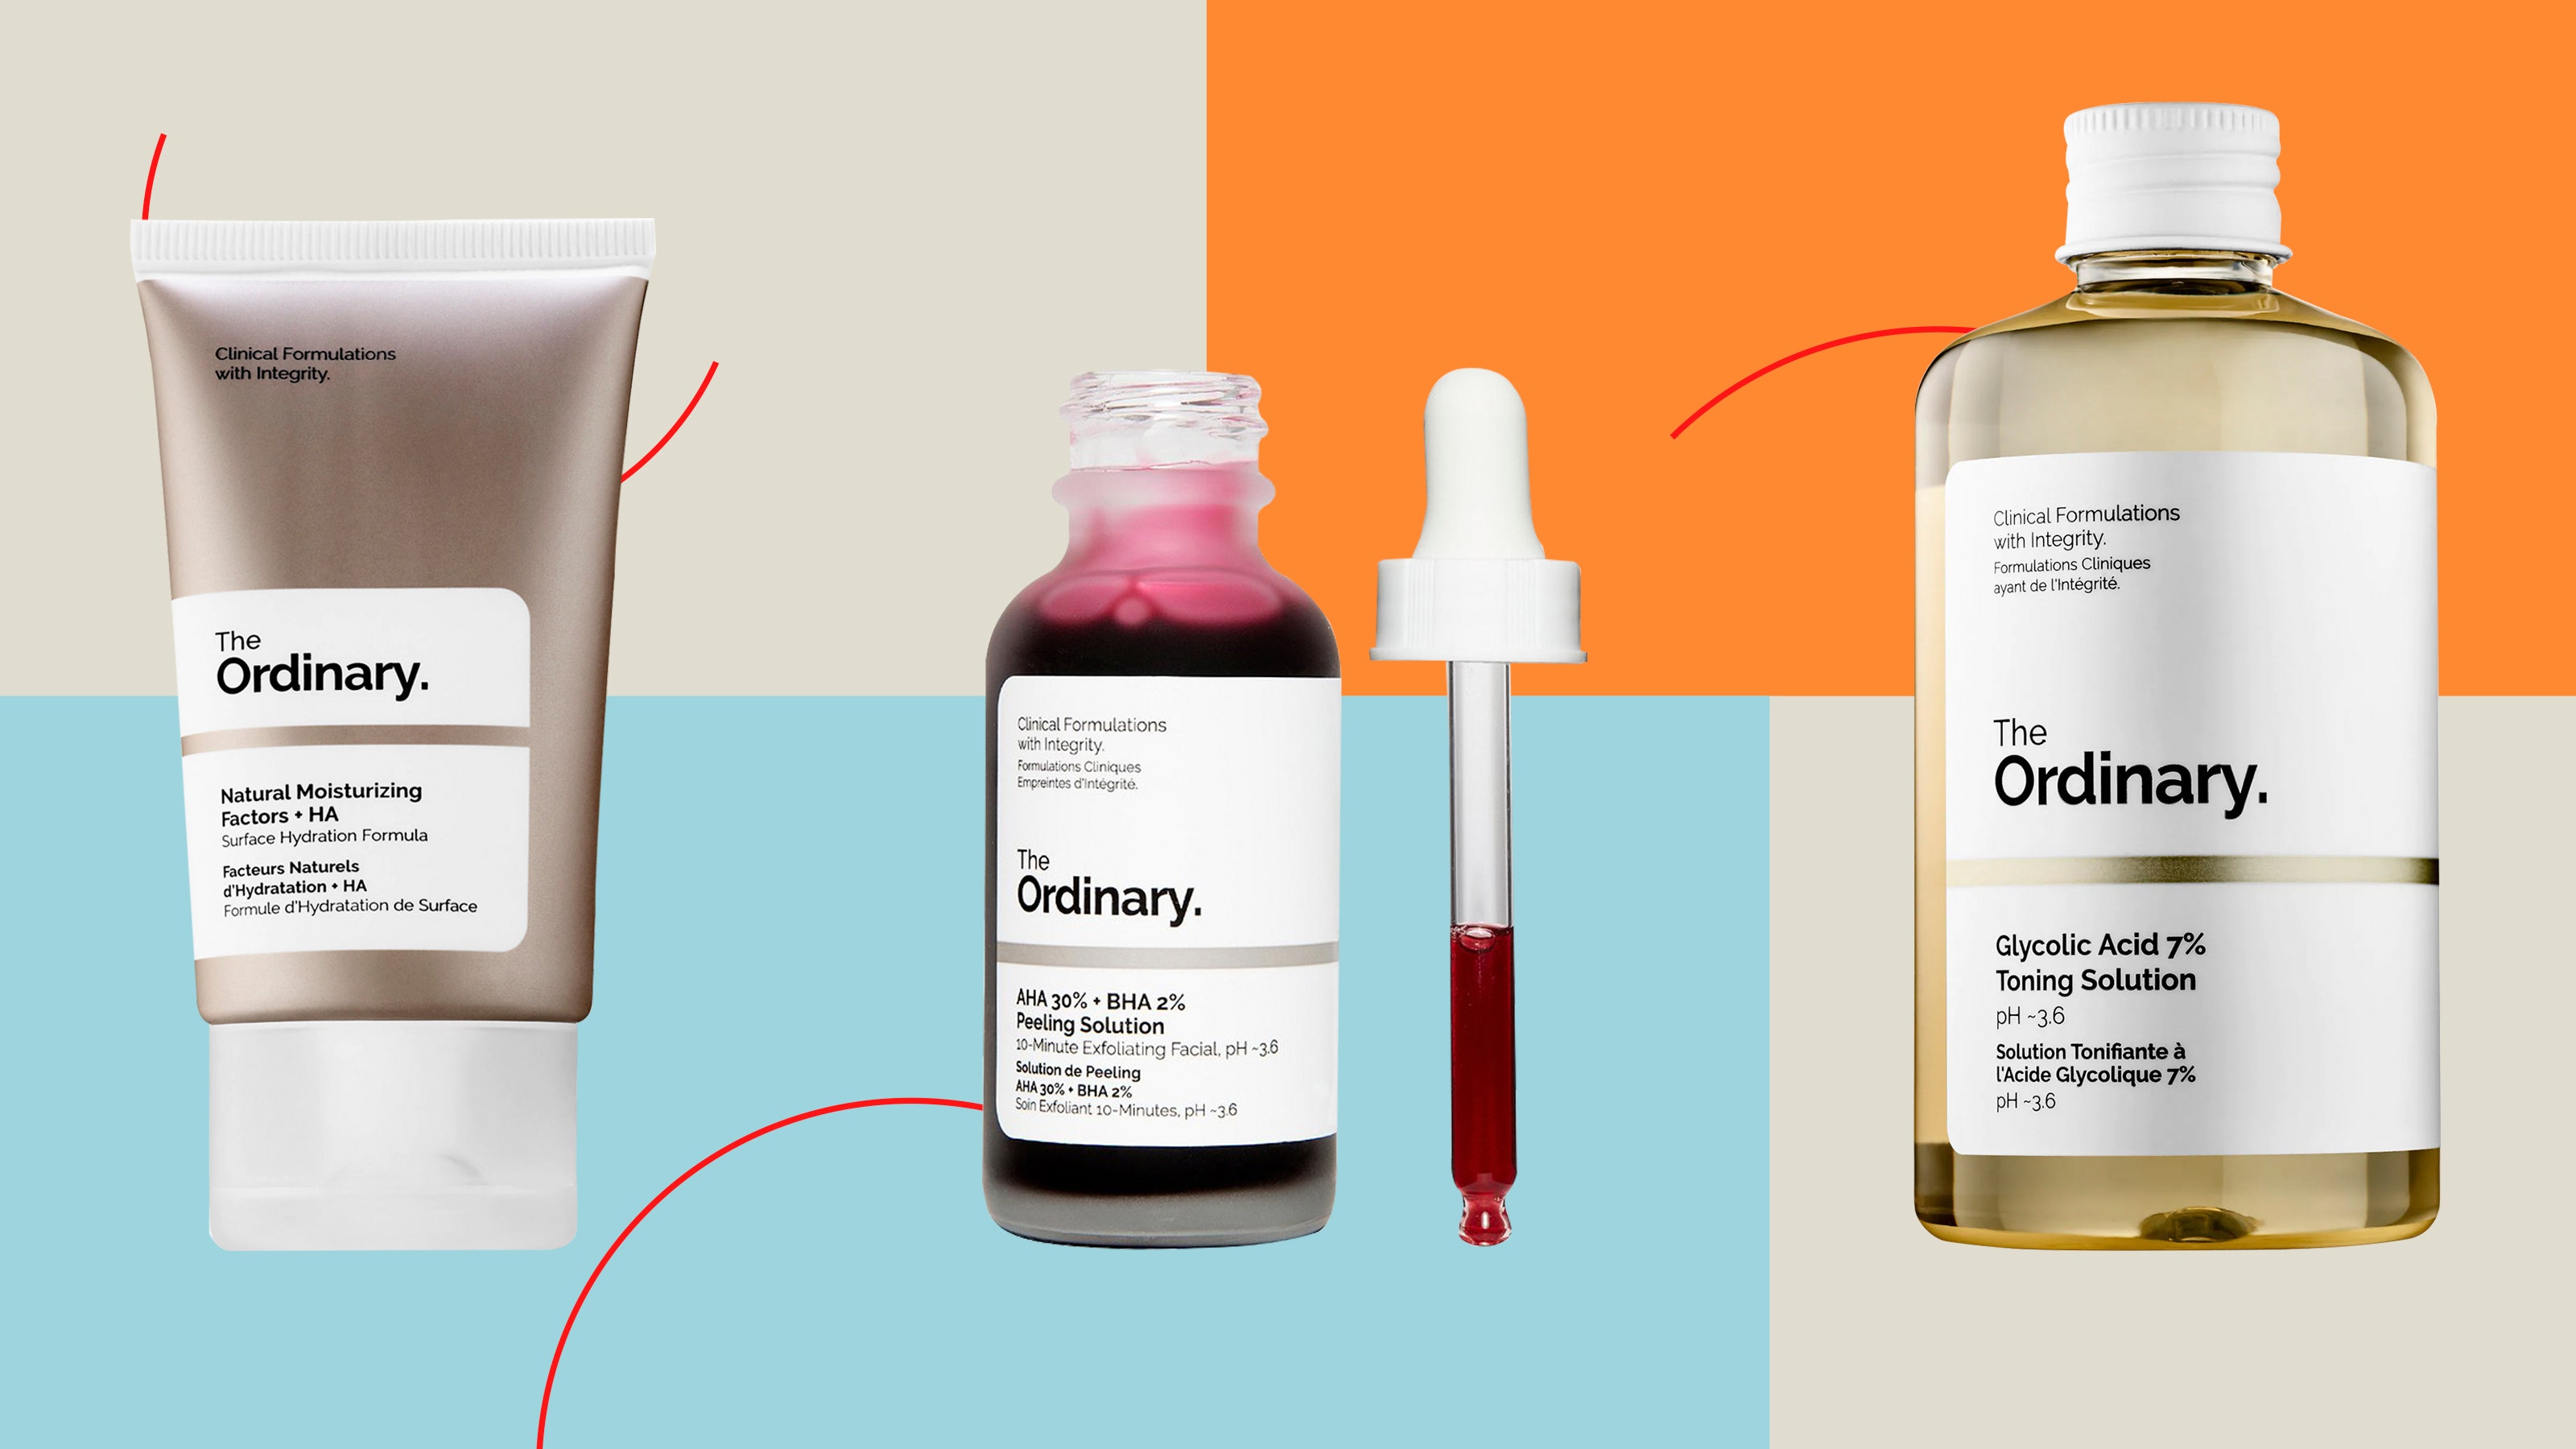 Clinical Formulations
with Integrity.
The
Ordinary.
Natural Moisturizing
Factors + HA
Surface Hydration Formula
Facteurs Naturels
d'Hydratation + HA
Formule d'Hydratation de Surface
Clinical Formulations
with Integrity.
Formulations Cliniques
Empreintes d'Intégrité.
The
Ordinary.
AHA 30% + BHA 2%
Peeling Solution
10-Minute Exfoliating Facial, pH ~3.6
Solution de Peeling
AHA 30% + BHA 2%
Soin Exfoliant 10-Minutes, pH ~3.6
Clinical Formulations
with Integrity.
Formulations Cliniques
ayant de l'Intégrité.
The
Ordinary.
Glycolic Acid 7%
Toning Solution
pH ~3.6
Solution Tonifiante à
l'Acide Glycolique 7%
pH ~3.6